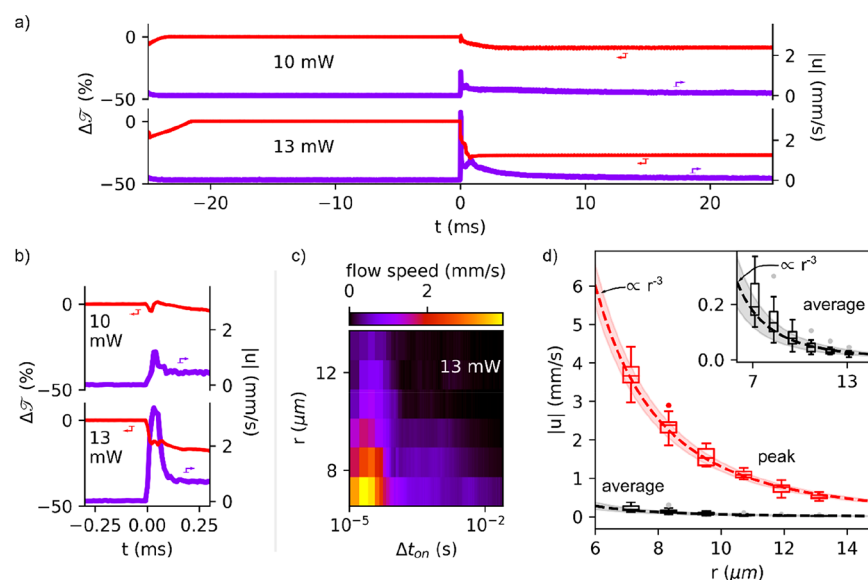 a)
0
10 mW
−50
2
0
0
13 mW
−50
2
0
Δ𝒯 (%)
|u| (mm/s)
−20
−10
0
10
20
t (ms)
b)
0
10
mW
−50
2
0
0
13
mW
−50
2
0
Δ𝒯 (%)
|u| (mm/s)
−0.25
0.00
0.25
t (ms)
c)
flow speed (mm/s)
0
2
13 mW
12
8
r (μm)
10⁻⁵
10⁻²
Δt_on (s)
d)
6
5
4
3
2
1
0
|u| (mm/s)
∝ r⁻³
∝ r⁻³
average
0.2
0.0
7
13
peak
average
6
8
10
12
14
r (μm)